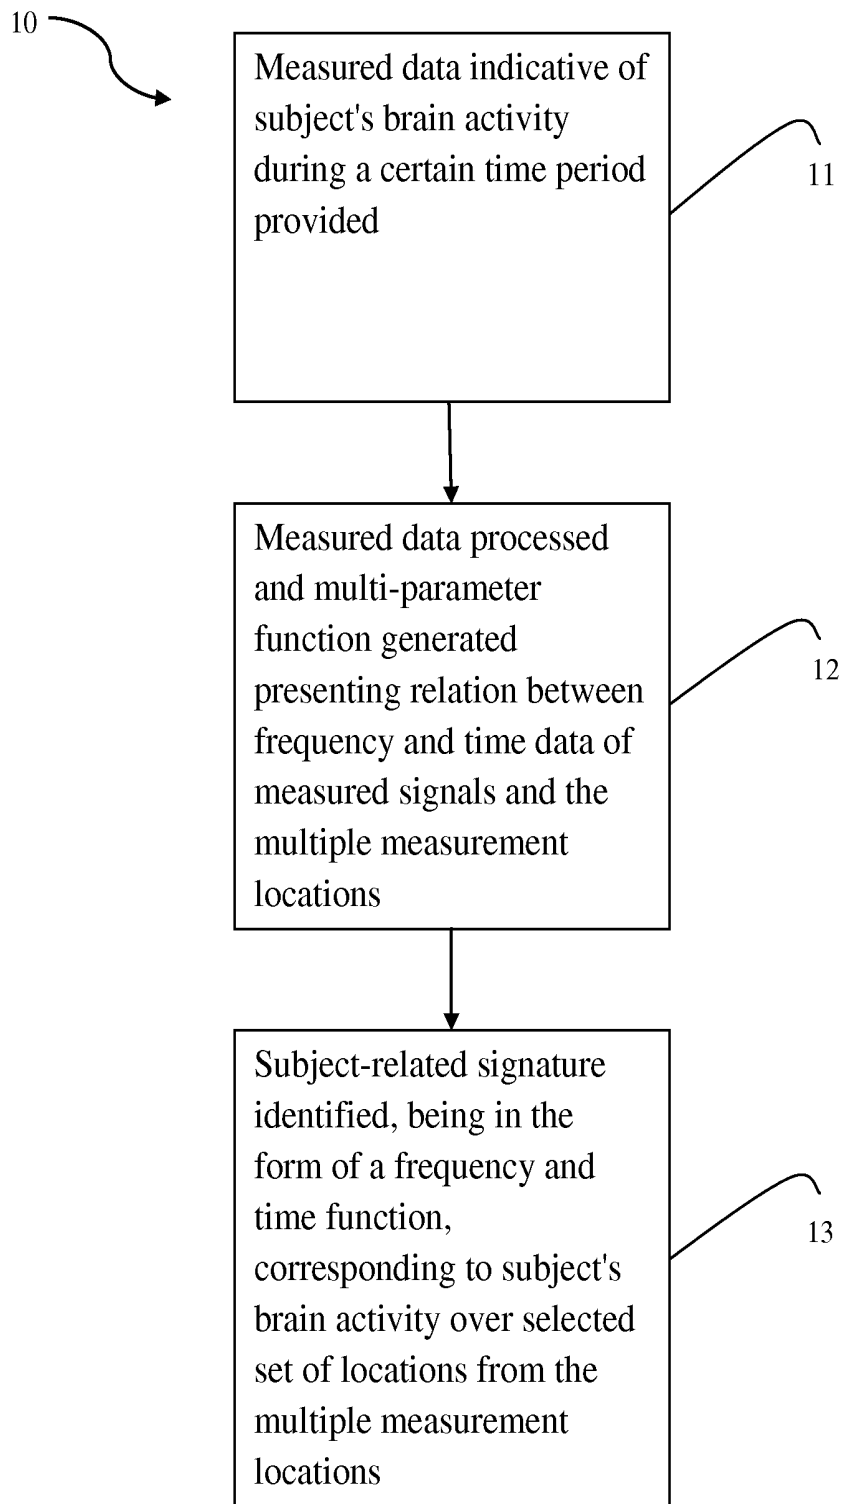 10
Measured data indicative of
subject's brain activity
during a certain time period
provided
11
Measured data processed
and multi-parameter
function generated
presenting relation between
frequency and time data of
measured signals and the
multiple measurement
locations
12
Subject-related signature
identified, being in the
form of a frequency and
time function,
corresponding to subject's
brain activity over selected
set of locations from the
multiple measurement
locations
13